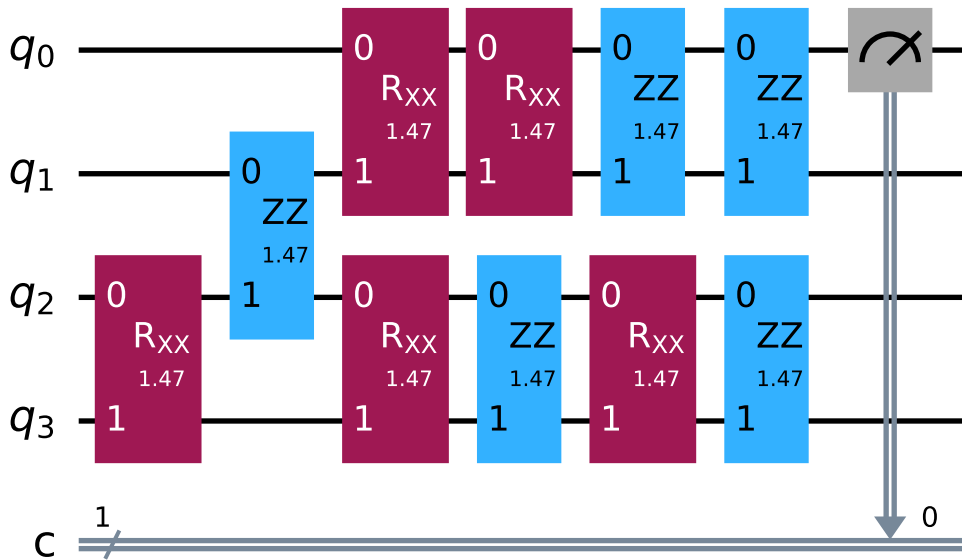 q0 0 0 0 0
RXX RXX ZZ ZZ
1.47 1.47 1.47 1.47
q1 0 1 1 1 1
ZZ
1.47
q2 0 1 0 0 0 0
RXX RXX ZZ RXX ZZ
1.47 1.47 1.47 1.47 1.47
q3 1 1 1 1 1
1 0
c